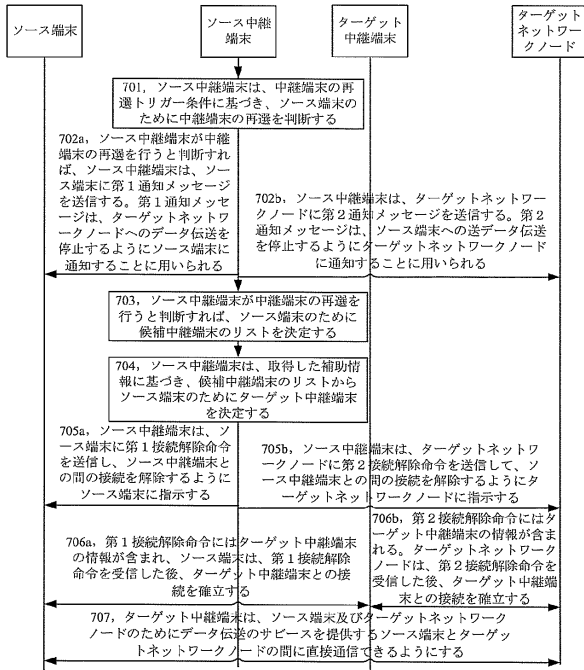 ソース端末
ソース中継
端末
ターゲット
中継端末
ターゲット
ネットワーク
ノード
701，ソース中継端末は、中継端末の再
選トリガー条件に基づき、ソース端末の
ために中継端末の再選を判断する
702a，ソース中継端末が中継
端末の再選を行うと判断すれ
ば、ソース中継端末は、ソー
ス端末に第１通知メッセージ
を送信する。第１通知メッセ
ージは、ターゲットネットワー
クノードへのデータ伝送を
停止するようにソース端末に
通知することに用いられる
702b，ソース中継端末は、ターゲットネットワー
クノードに第２通知メッセージを送信する。第２
通知メッセージは、ソース端末への送データ伝送
を停止するようにターゲットネットワークノード
に通知することに用いられる
703，ソース中継端末が中継端末の再選を
行うと判断すれば、ソース端末のために
候補中継端末のリストを決定する
704，ソース中継端末は、取得した補助情
報に基づき、候補中継端末のリストから
ソース端末のためにターゲット中継端末
を決定する
705a，ソース中継端末は、ソ
ース端末に第１接続解除命令
を送信し、ソース中継端末と
の間の接続を解除するように
ソース端末に指示する
705b，ソース中継端末は、ターゲットネットワ
ークノードに第２接続解除命令を送信して、ソ
ース中継端末との間の接続を解除するようにタ
ーゲットネットワークノードに指示する
706a，第１接続解除命令にはターゲット中継端末
の情報が含まれ、ソース端末は、第１接続解除
命令を受信した後、ターゲット中継端末との接
続を確立する
706b，第２接続解除命令にはター
ゲット中継端末の情報が含ま
れる。ターゲットネットワークノ
ードは、第２接続解除命令を
受信した後、ターゲット中継端
末との接続を確立する
707，ターゲット中継端末は、ソース端末及びターゲットネットワーク
ノードのためにデータ伝送のサビースを提供するソース端末とターゲッ
トネットワークノードの間に直接通信できるようにする